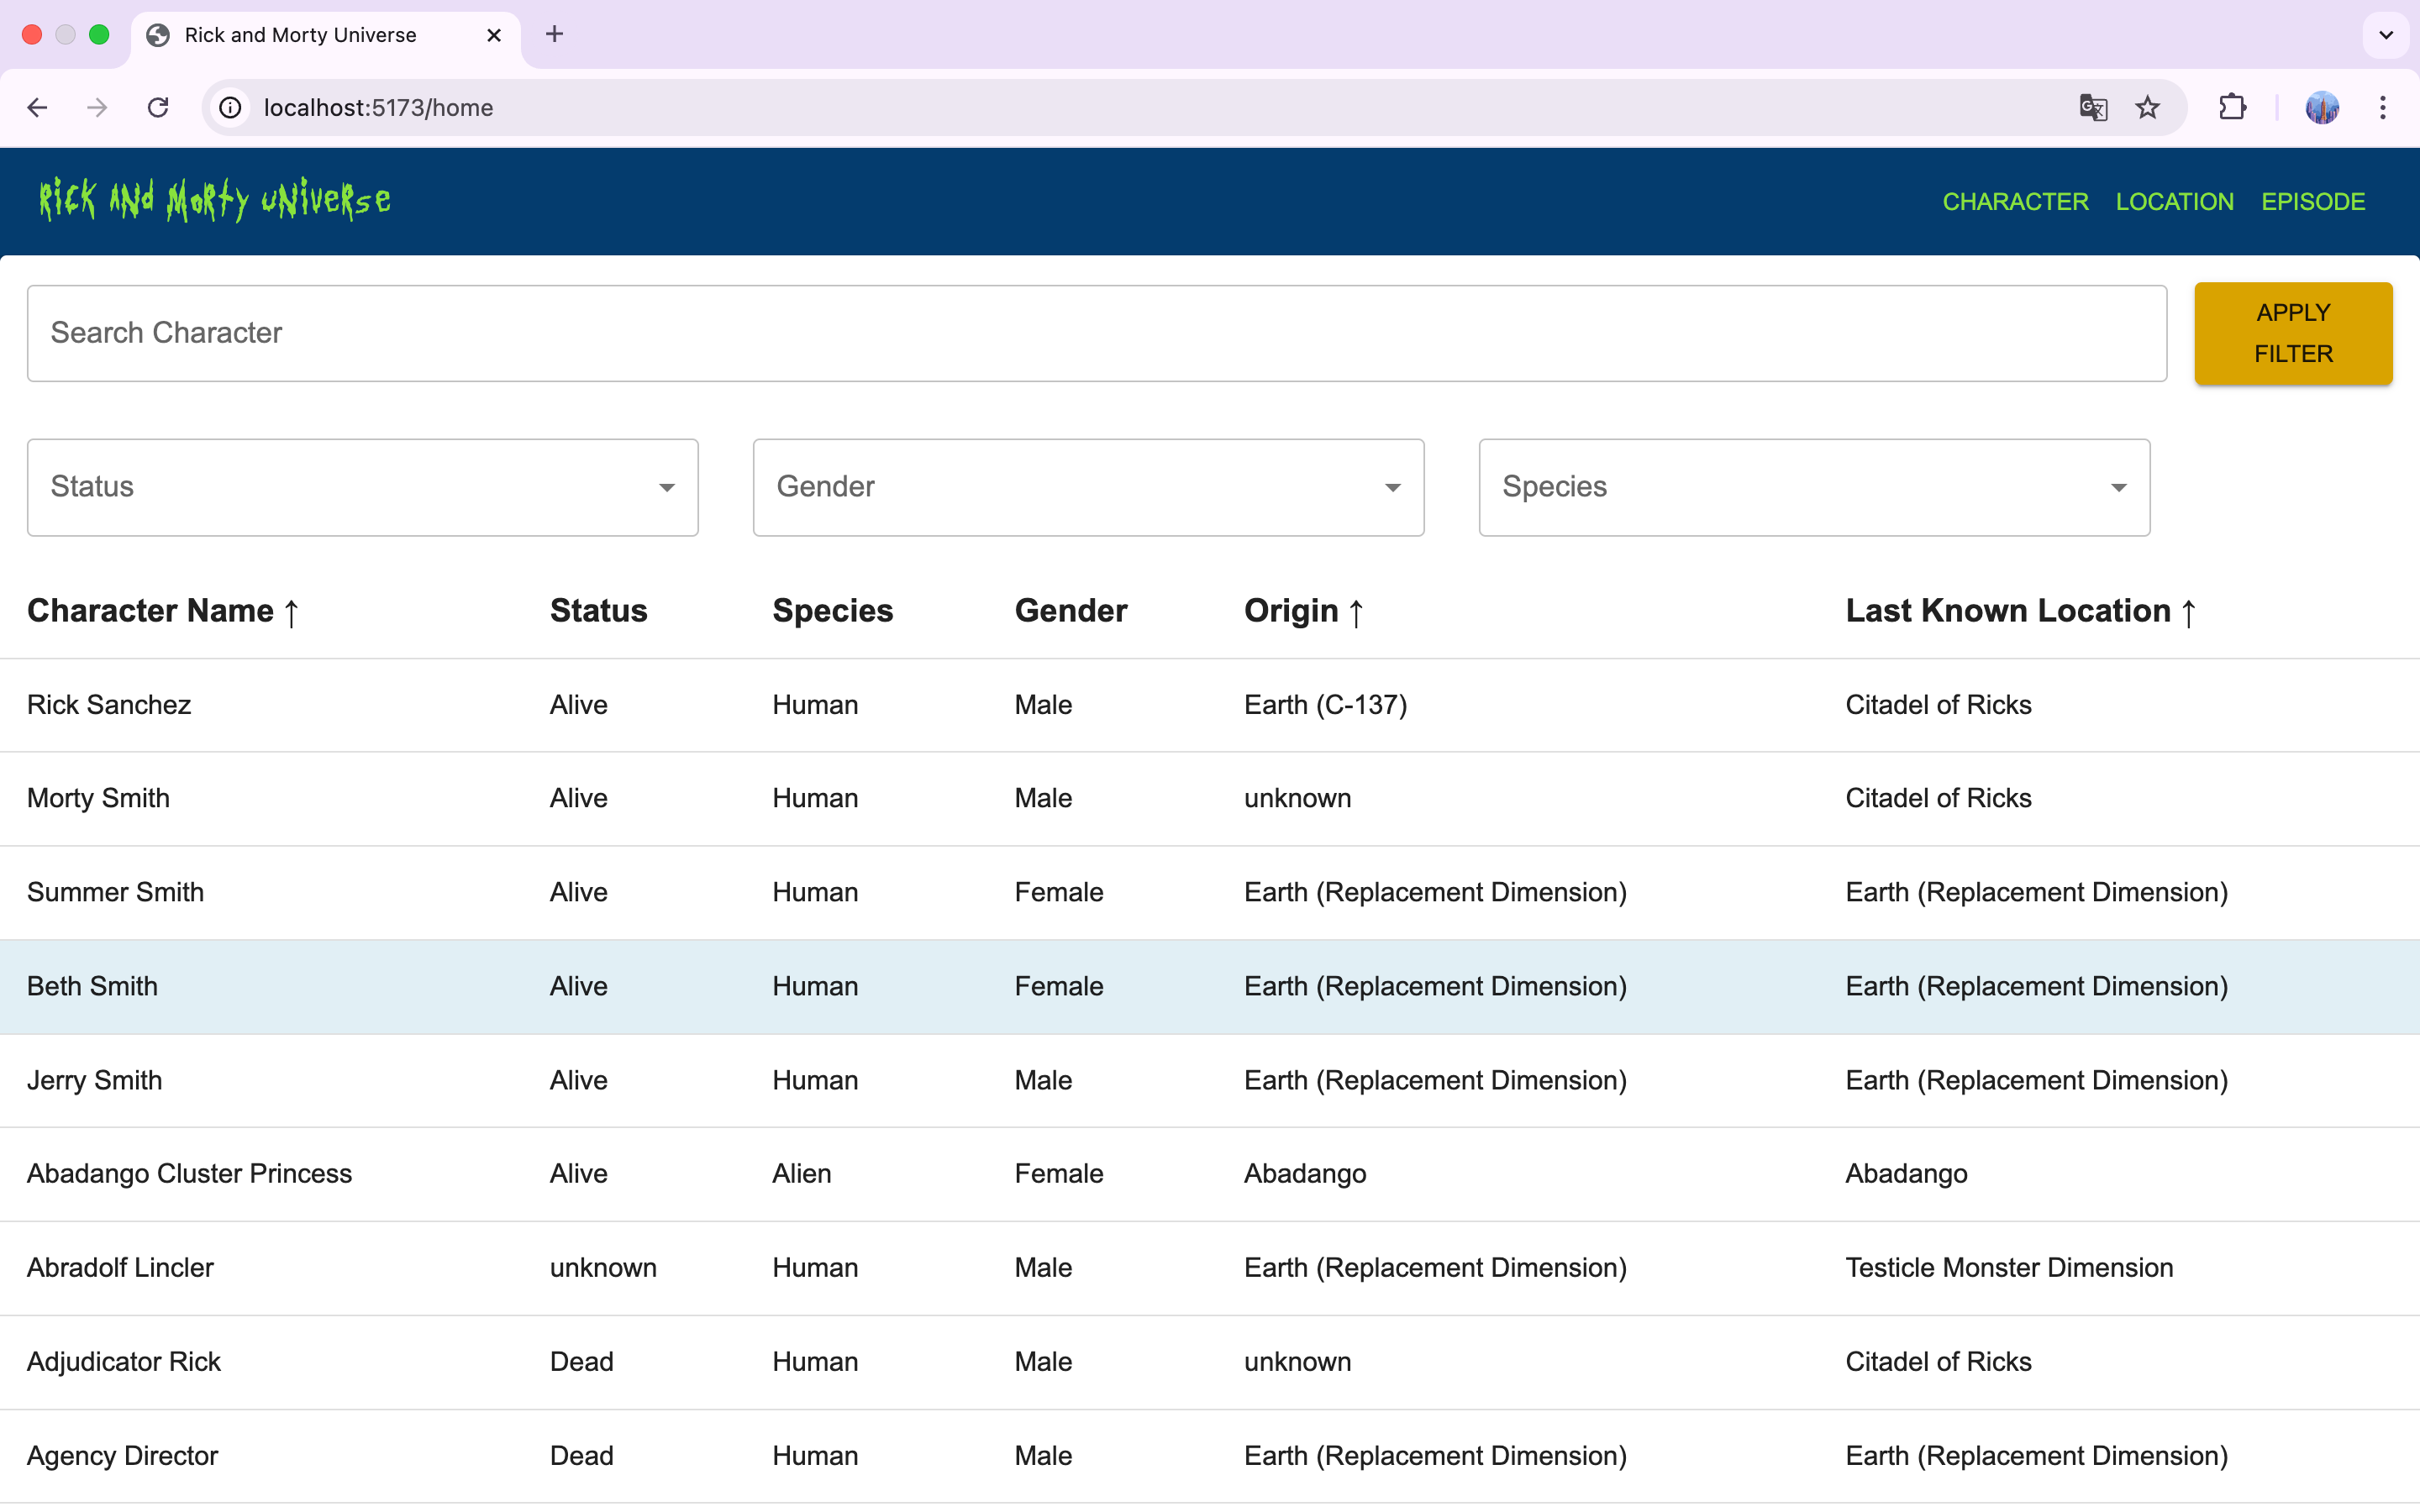 Rick and Morty Universe
localhost:5173/home
Rick and Morty Universe
CHARACTER LOCATION EPISODE
Search Character
APPLY
FILTER
Status Gender Species
Character Name ↑ Status Species Gender Origin ↑ Last Known Location ↑
Rick Sanchez Alive Human Male Earth (C-137) Citadel of Ricks
Morty Smith Alive Human Male unknown Citadel of Ricks
Summer Smith Alive Human Female Earth (Replacement Dimension) Earth (Replacement Dimension)
Beth Smith Alive Human Female Earth (Replacement Dimension) Earth (Replacement Dimension)
Jerry Smith Alive Human Male Earth (Replacement Dimension) Earth (Replacement Dimension)
Abadango Cluster Princess Alive Alien Female Abadango Abadango
Abradolf Lincler unknown Human Male Earth (Replacement Dimension) Testicle Monster Dimension
Adjudicator Rick Dead Human Male unknown Citadel of Ricks
Agency Director Dead Human Male Earth (Replacement Dimension) Earth (Replacement Dimension)